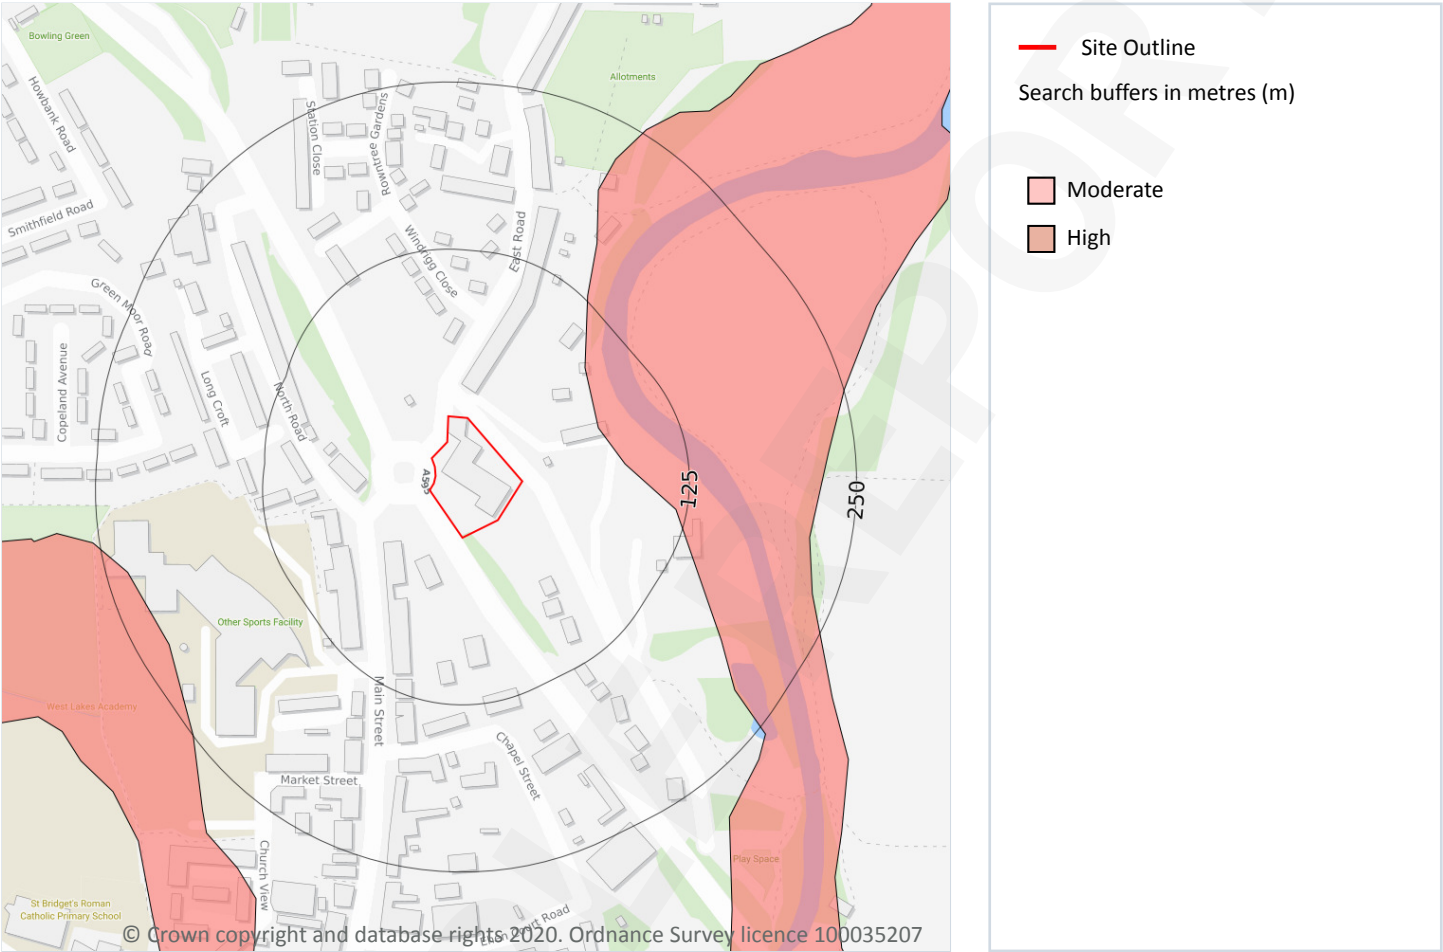 Bowling Green
Howbank Road
Smithfield Road
Green Moor Road
Copeland Avenue
Long Croft
North Road
Station Close
Rowntree Gardens
Windrigg Close
East Road
Allotments
A595
125
250
Other Sports Facility
West Lakes Academy
Main Street
Market Street
Chapel Street
Church View
Play Space
St Bridget's Roman
Catholic Primary School
Court Road
© Crown copyright and database rights 2020. Ordnance Survey licence 100035207
Site Outline
Search buffers in metres (m)
Moderate
High